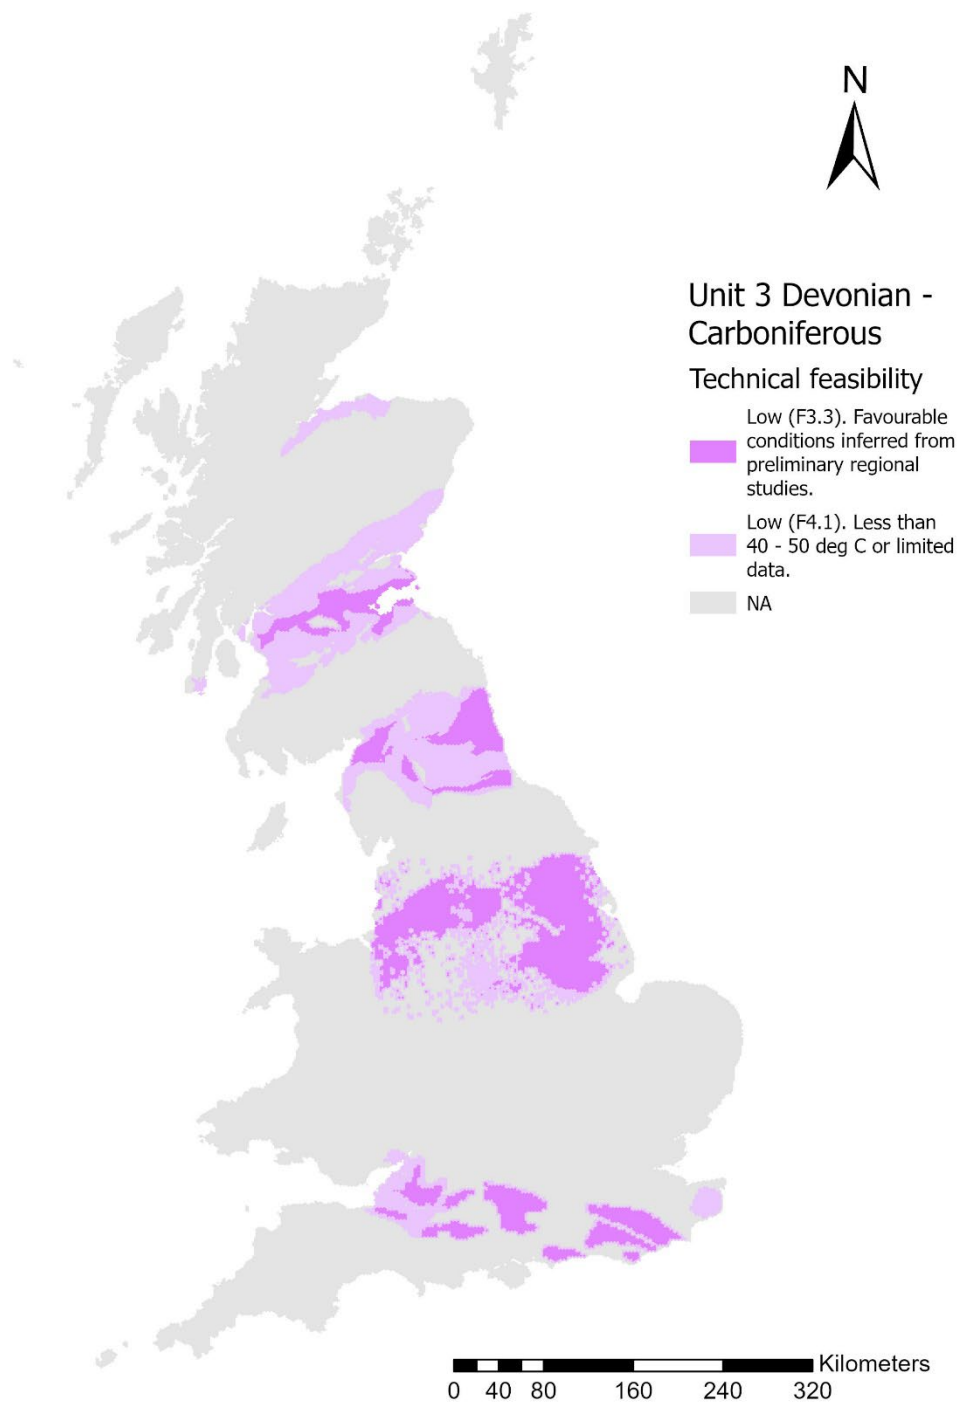 N
Unit 3 Devonian -
Carboniferous
Technical feasibility
Low (F3.3). Favourable
conditions inferred from
preliminary regional
studies.
Low (F4.1). Less than
40 - 50 deg C or limited
data.
NA
Kilometers
0 40 80 160 240 320